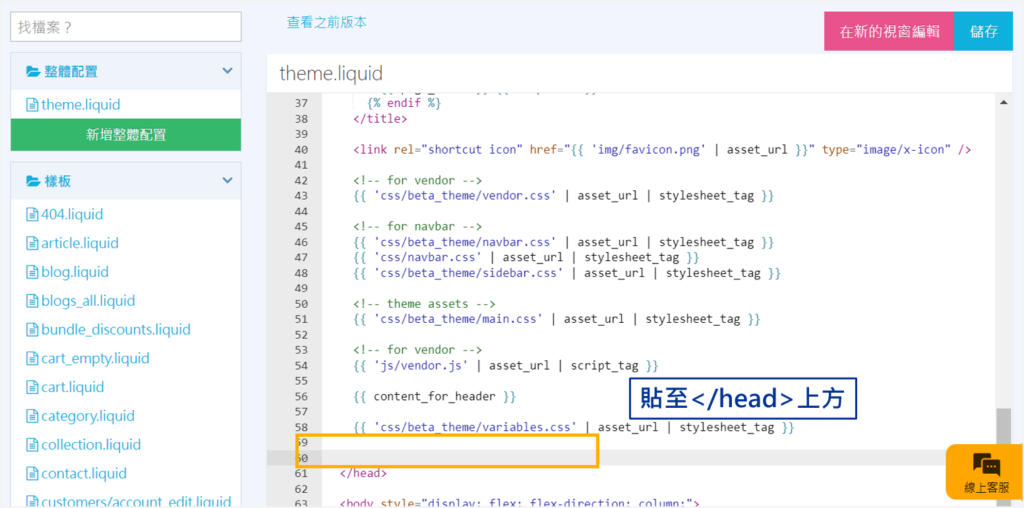 找檔案？
查看之前版本
在新的視窗編輯
儲存
整體配置
theme.liquid
新增整體配置
樣板
404.liquid
article.liquid
blog.liquid
blogs_all.liquid
bundle_discounts.liquid
cart_empty.liquid
cart.liquid
category.liquid
collection.liquid
contact.liquid
customers/account_edit.liquid
theme.liquid
37 {% endif %}
38 </title>
39
40 <link rel="shortcut icon" href="{{ 'img/favicon.png' | asset_url }}" type="image/x-icon" />
41
42 <!-- for vendor -->
43 {{ 'css/beta_theme/vendor.css' | asset_url | stylesheet_tag }}
44
45 <!-- for navbar -->
46 {{ 'css/beta_theme/navbar.css' | asset_url | stylesheet_tag }}
47 {{ 'css/navbar.css' | asset_url | stylesheet_tag }}
48 {{ 'css/beta_theme/sidebar.css' | asset_url | stylesheet_tag }}
49
50 <!-- theme assets -->
51 {{ 'css/beta_theme/main.css' | asset_url | stylesheet_tag }}
52
53 <!-- for vendor -->
54 {{ 'js/vendor.js' | asset_url | script_tag }}
55
56 {{ content_for_header }}
57
58 {{ 'css/beta_theme/variables.css' | asset_url | stylesheet_tag }}
59
60
61 </head>
62
63 <body style="display: flex; flex-direction: column;">
貼至</head>上方
線上客服